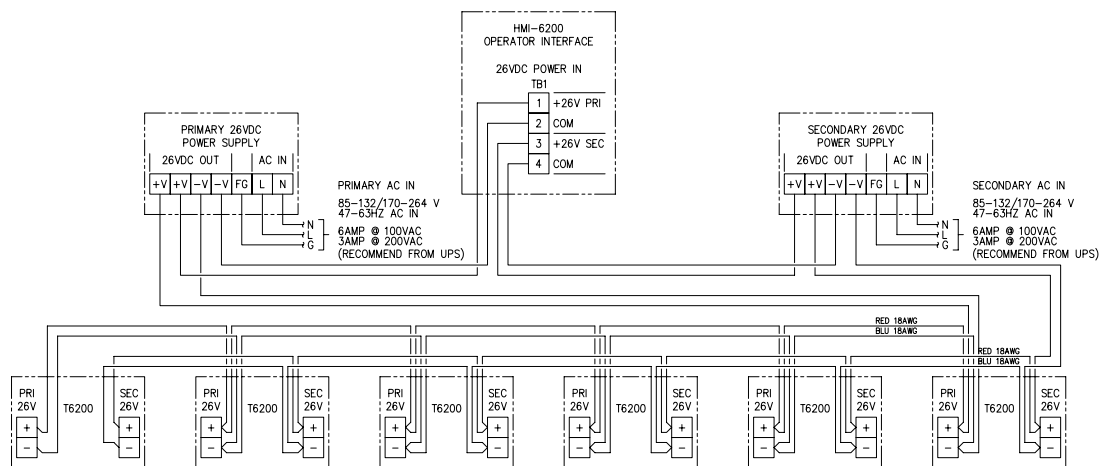 HMI-6200
OPERATOR INTERFACE
26VDC POWER IN
TB1
1 +26V PRI
2 COM
3 +26V SEC
4 COM
PRIMARY 26VDC
POWER SUPPLY
26VDC OUT AC IN
+V +V -V -V FG L N
PRIMARY AC IN
85-132/170-264 V
47-63HZ AC IN
N
L
G
6AMP @ 100VAC
3AMP @ 200VAC
(RECOMMEND FROM UPS)
SECONDARY 26VDC
POWER SUPPLY
26VDC OUT AC IN
+V +V -V -V FG L N
SECONDARY AC IN
85-132/170-264 V
47-63HZ AC IN
N
L
G
6AMP @ 100VAC
3AMP @ 200VAC
(RECOMMEND FROM UPS)
RED 18AWG
BLU 18AWG
RED 18AWG
BLU 18AWG
PRI
26V
T6200
SEC
26V
+
-
+
-
PRI
26V
T6200
SEC
26V
+
-
+
-
PRI
26V
T6200
SEC
26V
+
-
+
-
PRI
26V
T6200
SEC
26V
+
-
+
-
PRI
26V
T6200
SEC
26V
+
-
+
-
PRI
26V
T6200
SEC
26V
+
-
+
-